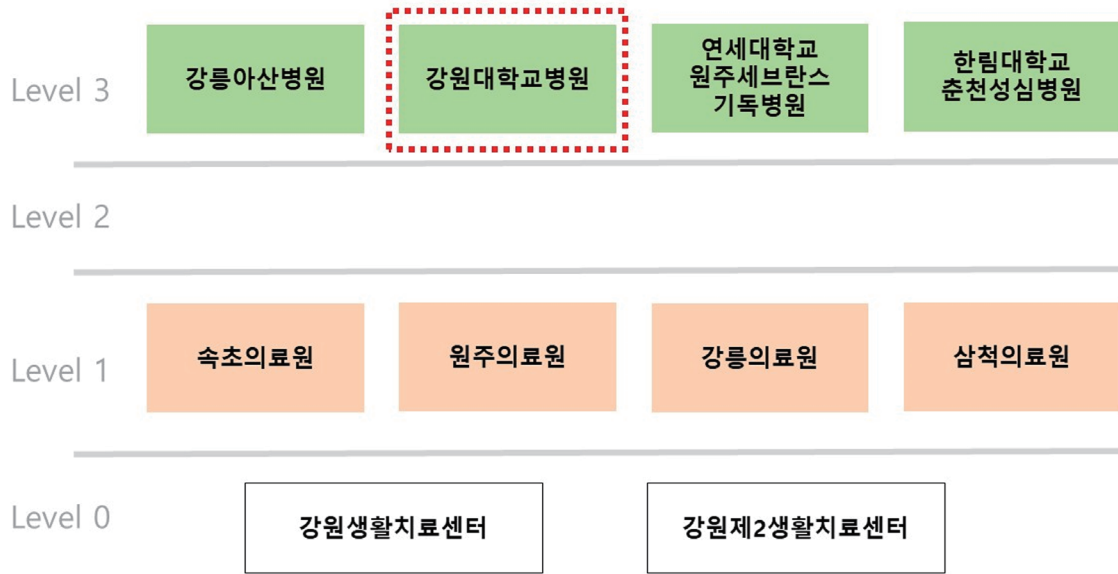 Level 3
강릉아산병원
강원대학교병원
연세대학교
원주세브란스
기독병원
한림대학교
춘천성심병원
Level 2
Level 1
속초의료원
원주의료원
강릉의료원
삼척의료원
Level 0
강원생활치료센터
강원제2생활치료센터